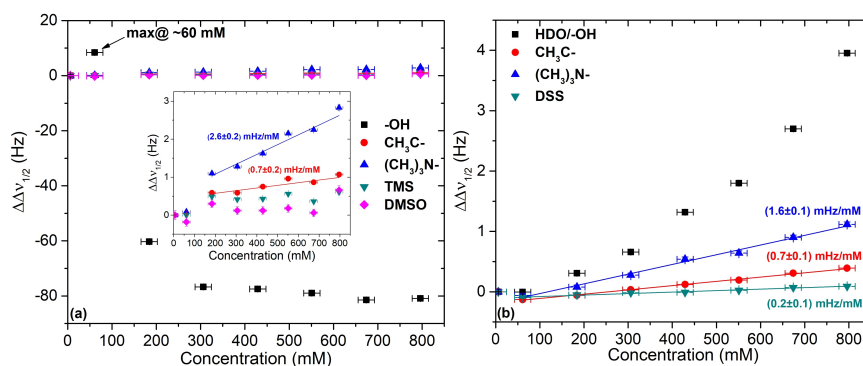 max@ ~60 mM
20
0
-20
-40
-60
-80
ΔΔν1/2 (Hz)
0 100 200 300 400 500 600 700 800
Concentration (mM)
(a)
3
2
1
0
ΔΔν1/2 (Hz)
(2.6±0.2) mHz/mM
(0.7±0.2) mHz/mM
0 100 200 300 400 500 600 700 800
Concentration (mM)
-OH
CH3C-
(CH3)3N-
TMS
DMSO
4
3
2
1
0
ΔΔν1/2 (Hz)
HDO/-OH
CH3C-
(CH3)3N-
DSS
(1.6±0.1) mHz/mM
(0.7±0.1) mHz/mM
(0.2±0.1) mHz/mM
(b)
0 100 200 300 400 500 600 700 800
Concentration (mM)